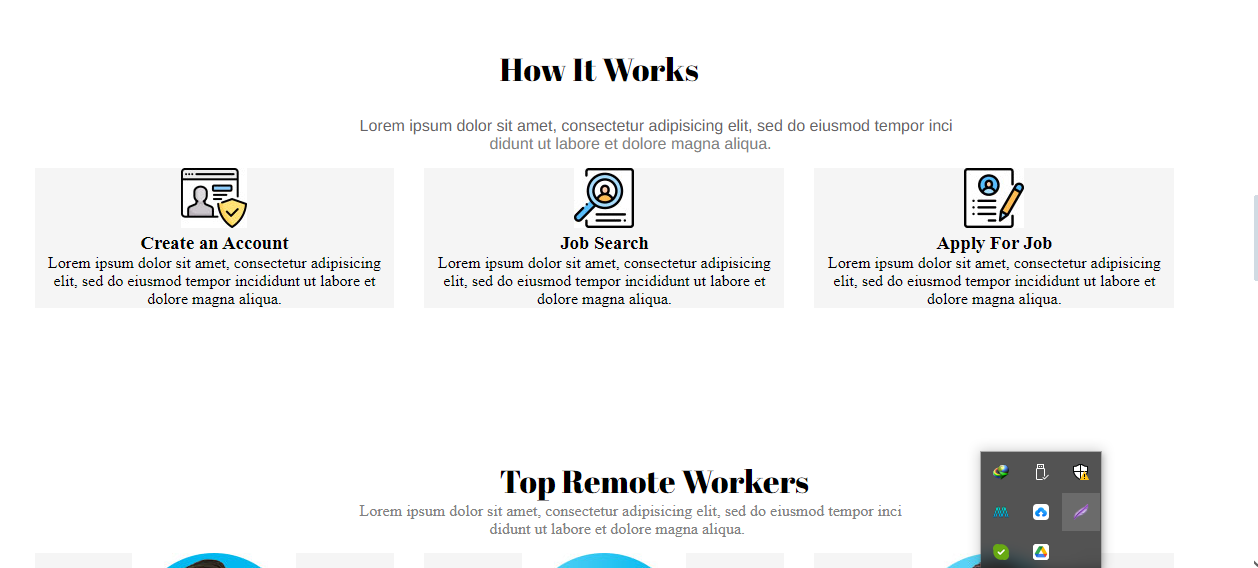 How It Works
Lorem ipsum dolor sit amet, consectetur adipisicing elit, sed do eiusmod tempor inci
didunt ut labore et dolore magna aliqua.
Create an Account
Lorem ipsum dolor sit amet, consectetur adipisicing
elit, sed do eiusmod tempor incididunt ut labore et
dolore magna aliqua.
Job Search
Lorem ipsum dolor sit amet, consectetur adipisicing
elit, sed do eiusmod tempor incididunt ut labore et
dolore magna aliqua.
Apply For Job
Lorem ipsum dolor sit amet, consectetur adipisicing
elit, sed do eiusmod tempor incididunt ut labore et
dolore magna aliqua.
Top Remote Workers
Lorem ipsum dolor sit amet, consectetur adipisicing elit, sed do eiusmod tempor inci
didunt ut labore et dolore magna aliqua.